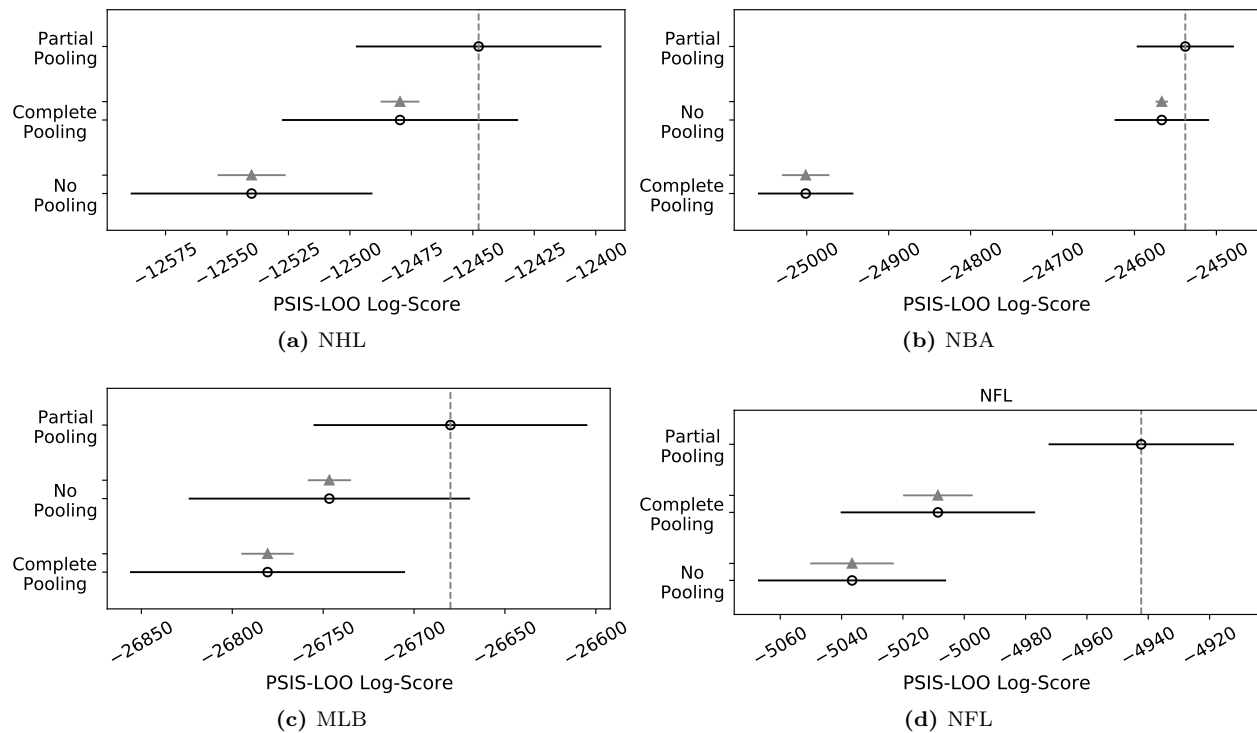 Partial
Pooling
Complete
Pooling
No
Pooling
−12575
−12550
−12525
−12500
−12475
−12450
−12425
−12400
PSIS-LOO Log-Score
(a) NHL
Partial
Pooling
No
Pooling
Complete
Pooling
−25000
−24900
−24800
−24700
−24600
−24500
PSIS-LOO Log-Score
(b) NBA
Partial
Pooling
No
Pooling
Complete
Pooling
−26850
−26800
−26750
−26700
−26650
−26600
PSIS-LOO Log-Score
(c) MLB
NFL
Partial
Pooling
Complete
Pooling
No
Pooling
−5060
−5040
−5020
−5000
−4980
−4960
−4940
−4920
PSIS-LOO Log-Score
(d) NFL